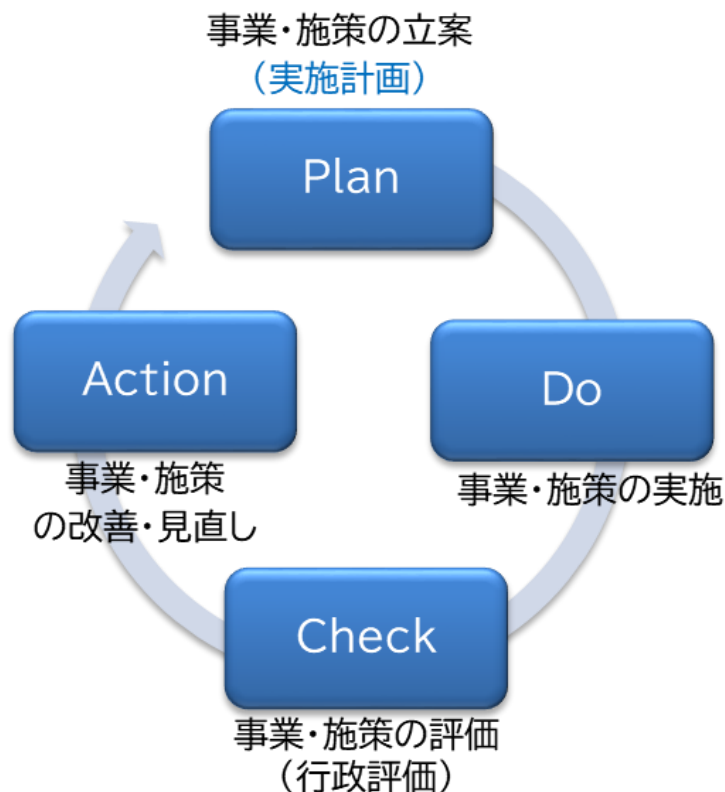 事業・施策の立案
（実施計画）
Plan
Do
事業・施策の実施
Check
事業・施策の評価
（行政評価）
Action
事業・施策
の改善・見直し